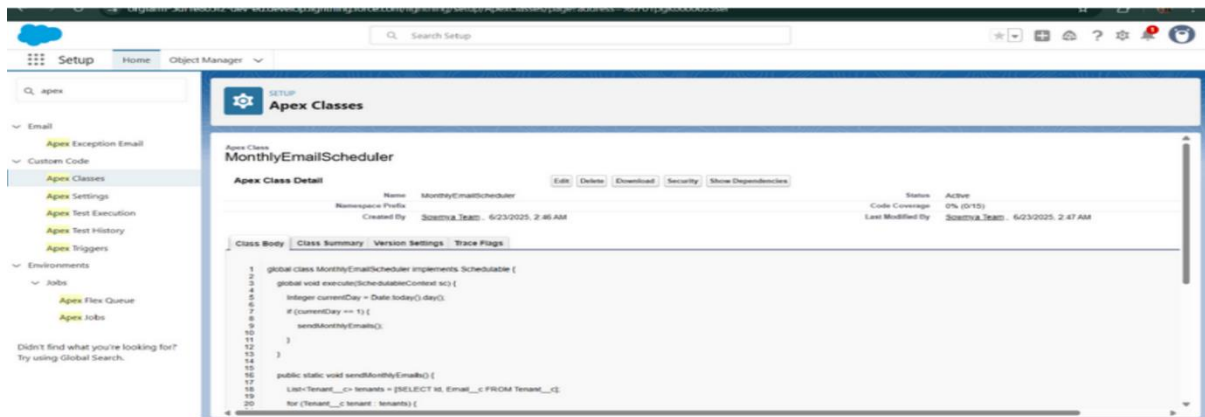 Search Setup
Setup
Home
Object Manager
apex
Email
Apex Exception Email
Custom Code
Apex Classes
Apex Settings
Apex Test Execution
Apex Test History
Apex Triggers
Environments
Jobs
Apex Flex Queue
Apex Jobs
Didn't find what you're looking for?
Try using Global Search.
SETUP
Apex Classes
Apex Class
MonthlyEmailScheduler
Apex Class Detail
Edit Delete Download Security Show Dependencies
Name MonthlyEmailScheduler Status Active
Namespace Prefix Code Coverage 0% (0/15)
Created By Sowmya Team, 6/23/2025, 2:46 AM Last Modified By Sowmya Team, 6/23/2025, 2:47 AM
Class Body Class Summary Version Settings Trace Flags
1 global class MonthlyEmailScheduler implements Schedulable {
2
3 global void execute(SchedulableContext sc) {
4
5 Integer currentDay = Date.today().day();
6
7 if (currentDay == 1) {
8
9 sendMonthlyEmails();
10
11 }
12
13 }
14
15
16 public static void sendMonthlyEmails() {
17
18 List<Tenant__c> tenants = [SELECT Id, Email__c FROM Tenant__c];
19
20 for (Tenant__c tenant : tenants) {